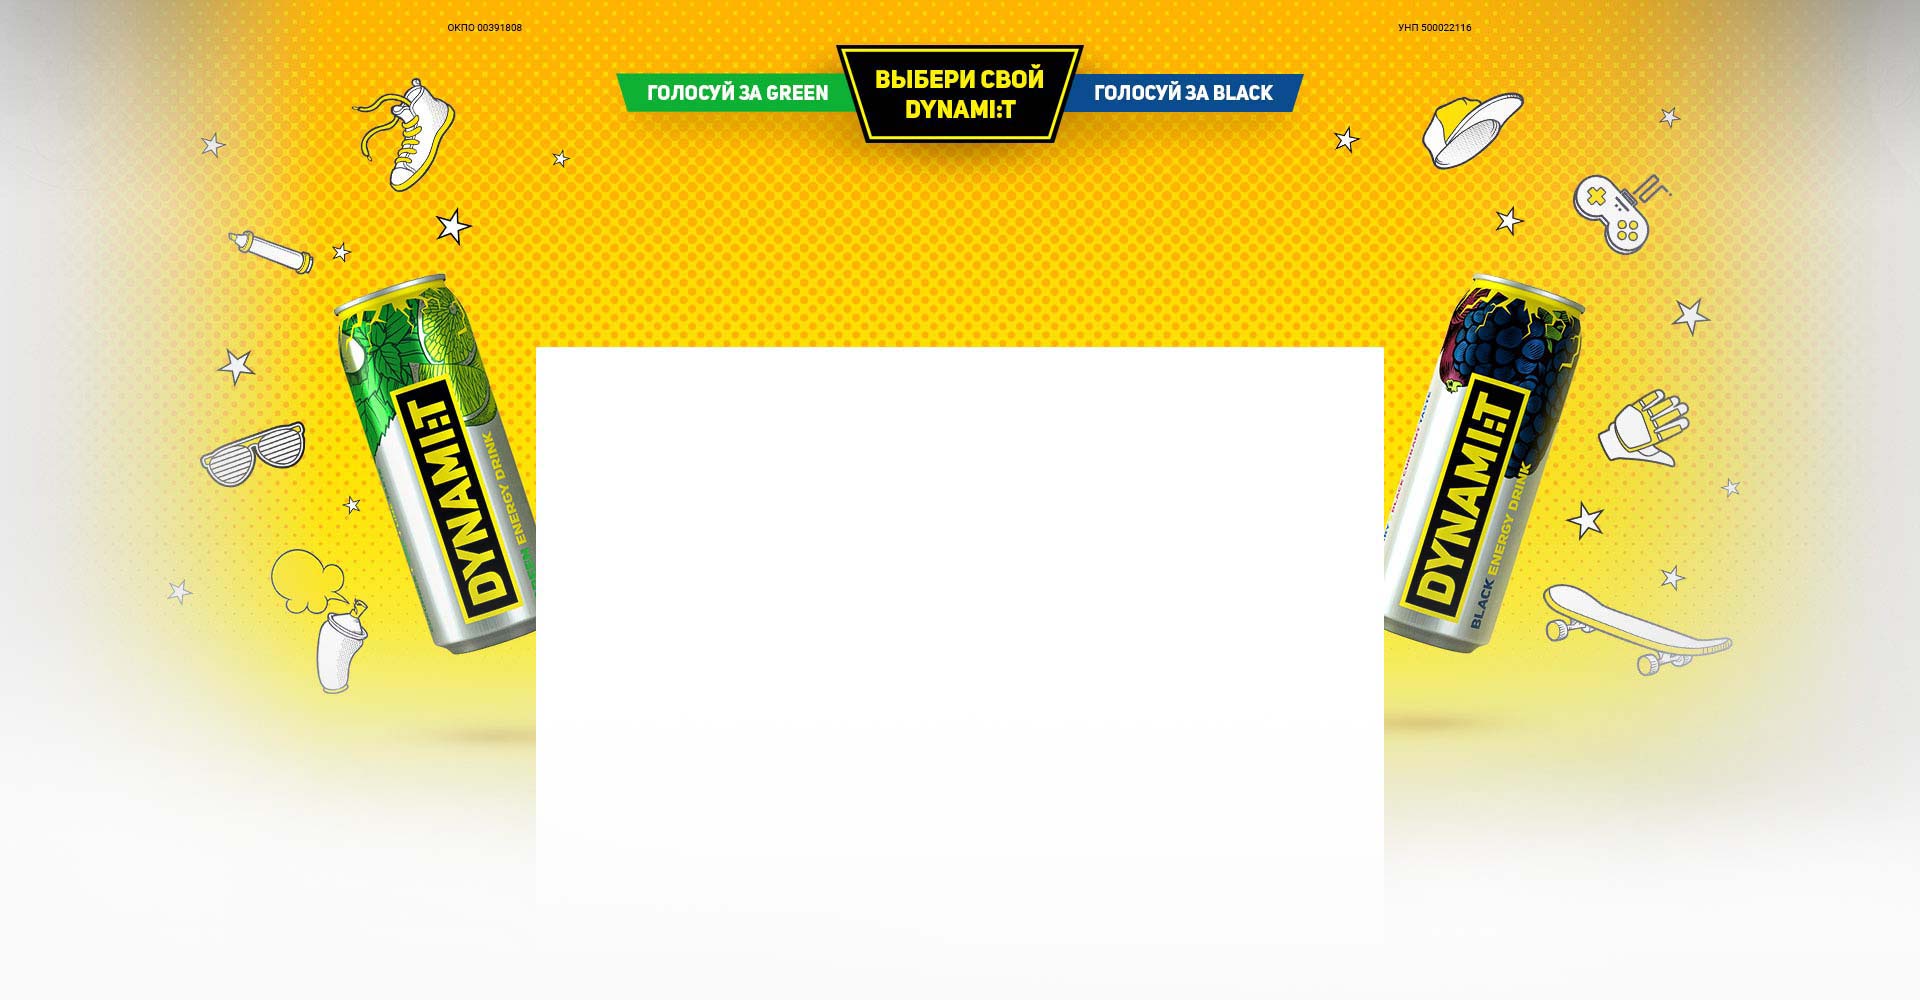 ОКПО 00391808
УНП 500022116
ГОЛОСУЙ ЗА GREEN
ВЫБЕРИ СВОЙ
DYNAMI:T
ГОЛОСУЙ ЗА BLACK
DYNAMI:T
ENERGY DRINK
DYNAMI:T
BLACK ENERGY DRINK